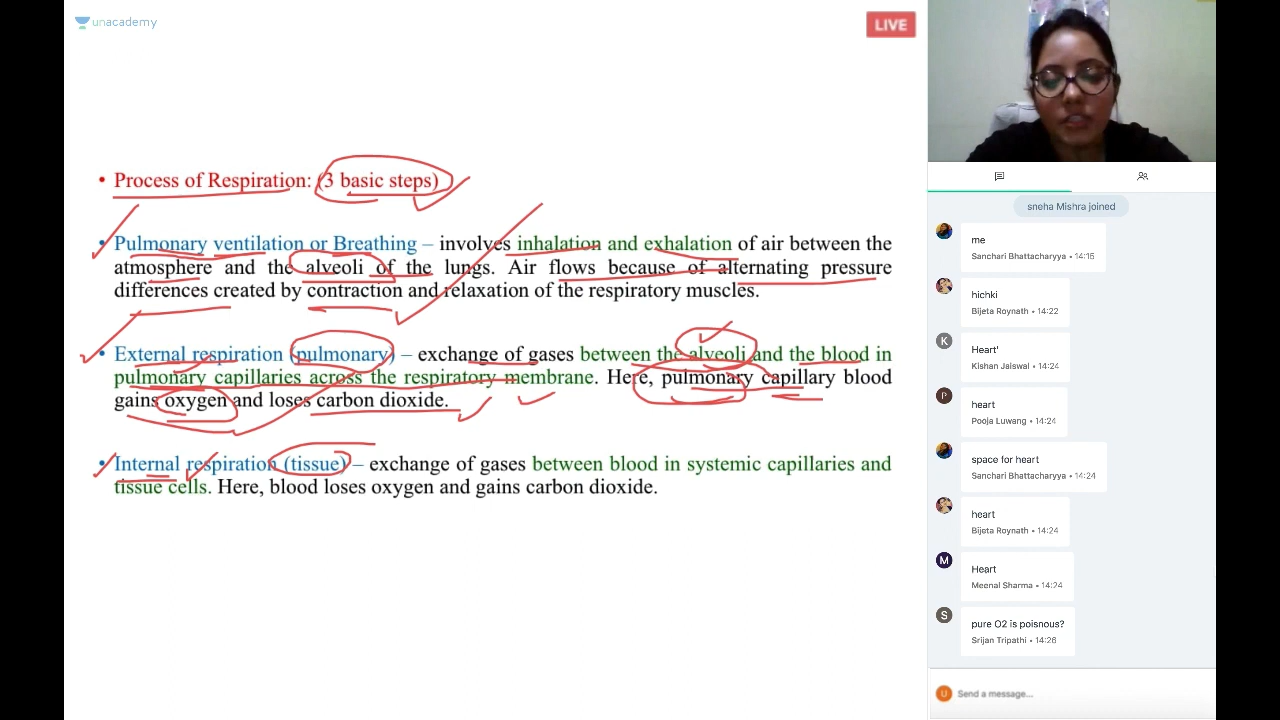 unacademy
LIVE
• Process of Respiration: (3 basic steps)
• Pulmonary ventilation or Breathing – involves inhalation and exhalation of air between the
atmosphere and the alveoli of the lungs. Air flows because of alternating pressure
differences created by contraction and relaxation of the respiratory muscles.
• External respiration (pulmonary) – exchange of gases between the alveoli and the blood in
pulmonary capillaries across the respiratory membrane. Here, pulmonary capillary blood
gains oxygen and loses carbon dioxide.
• Internal respiration (tissue) – exchange of gases between blood in systemic capillaries and
tissue cells. Here, blood loses oxygen and gains carbon dioxide.
sneha Mishra joined
me
Sanchari Bhattacharyya • 14:15
hichki
Bijeta Roynath • 14:22
K
Heart'
Kishan Jaiswal • 14:24
P
heart
Pooja Luwang • 14:24
space for heart
Sanchari Bhattacharyya • 14:24
heart
Bijeta Roynath • 14:24
M
Heart
Meenal Sharma • 14:24
S
pure O2 is poisnous?
Srijan Tripathi • 14:26
U
Send a message...